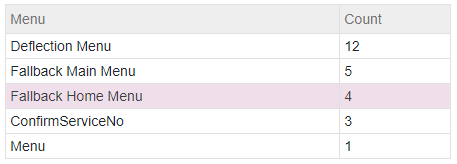 Menu Count
Deflection Menu 12
Fallback Main Menu 5
Fallback Home Menu 4
ConfirmServiceNo 3
Menu 1